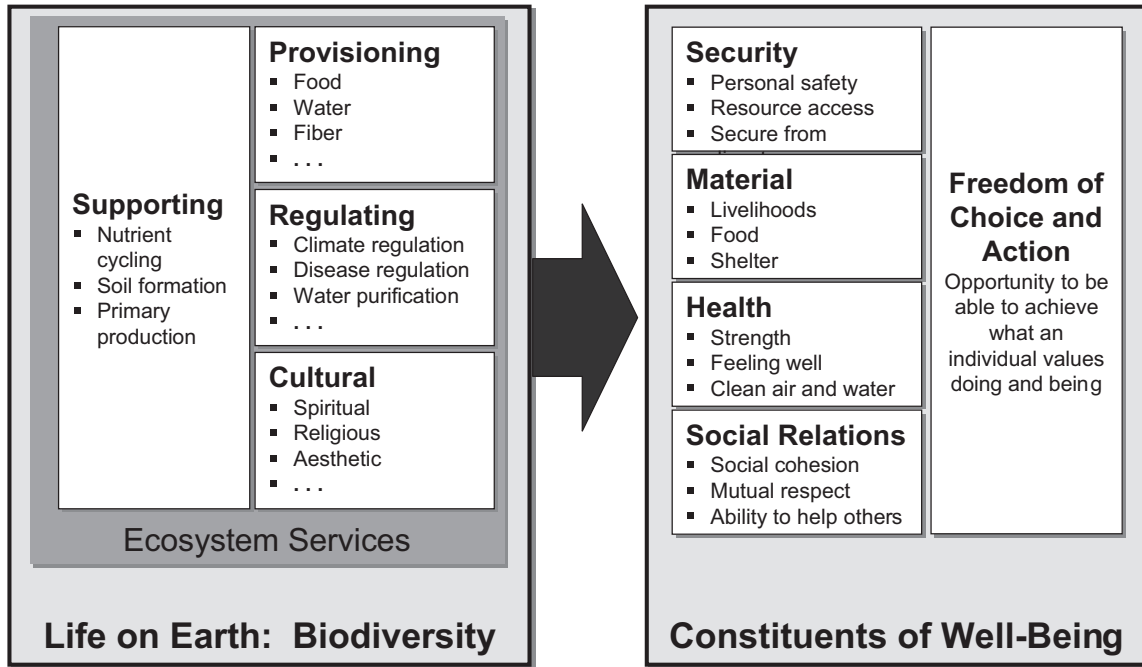 Supporting
▪ Nutrient
cycling
▪ Soil formation
▪ Primary
production
Provisioning
▪ Food
▪ Water
▪ Fiber
▪ . . .
Regulating
▪ Climate regulation
▪ Disease regulation
▪ Water purification
▪ . . .
Cultural
▪ Spiritual
▪ Religious
▪ Aesthetic
▪ . . .
Ecosystem Services
Life on Earth: Biodiversity
Security
▪ Personal safety
▪ Resource access
▪ Secure from
Material
▪ Livelihoods
▪ Food
▪ Shelter
Health
▪ Strength
▪ Feeling well
▪ Clean air and water
Social Relations
▪ Social cohesion
▪ Mutual respect
▪ Ability to help others
Freedom of
Choice and
Action
Opportunity to be
able to achieve
what an
individual values
doing and being
Constituents of Well-Being